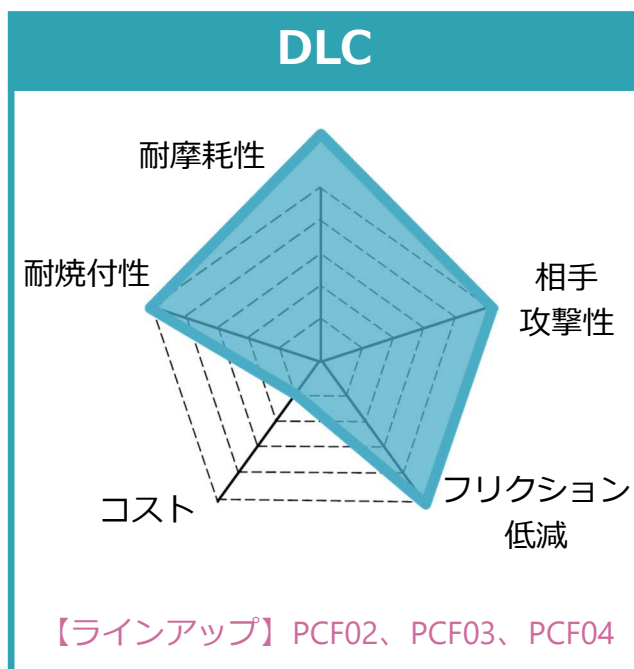 DLC
耐摩耗性
耐焼付性
相手
攻撃性
コスト
フリクション
低減
【ラインアップ】PCF02、PCF03、PCF04